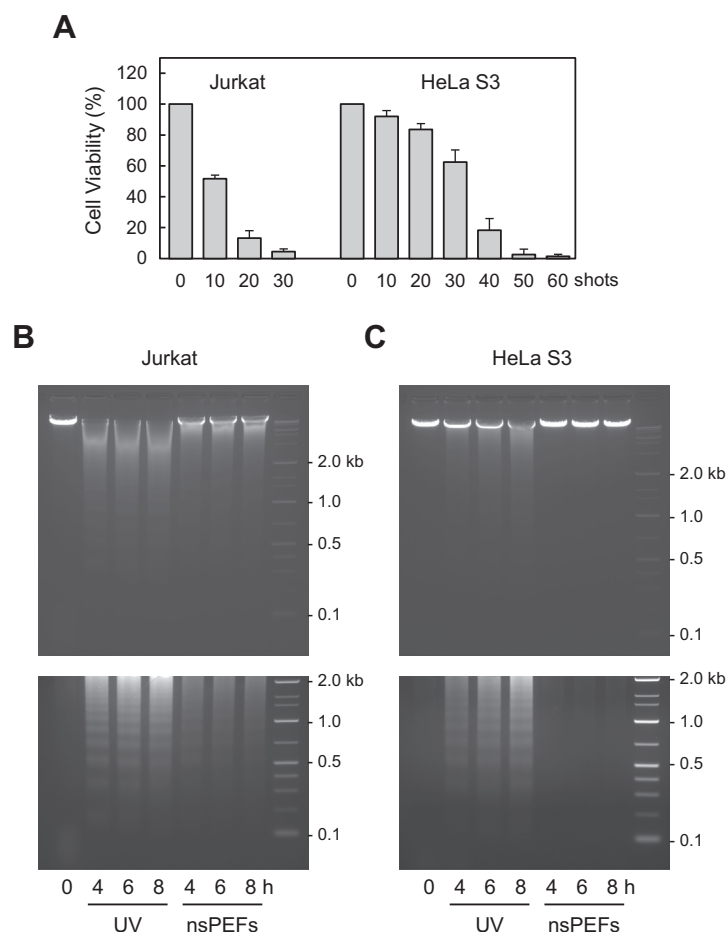 A
Jurkat
HeLa S3
Cell Viability (%)
120
100
80
60
40
20
0
0 10 20 30 0 10 20 30 40 50 60 shots
B
C
Jurkat
HeLa S3
2.0 kb
1.0
0.5
0.1
2.0 kb
1.0
0.5
0.1
2.0 kb
1.0
0.5
0.1
2.0 kb
1.0
0.5
0.1
0 4 6 8 4 6 8 h
UV nsPEFs
0 4 6 8 4 6 8 h
UV nsPEFs